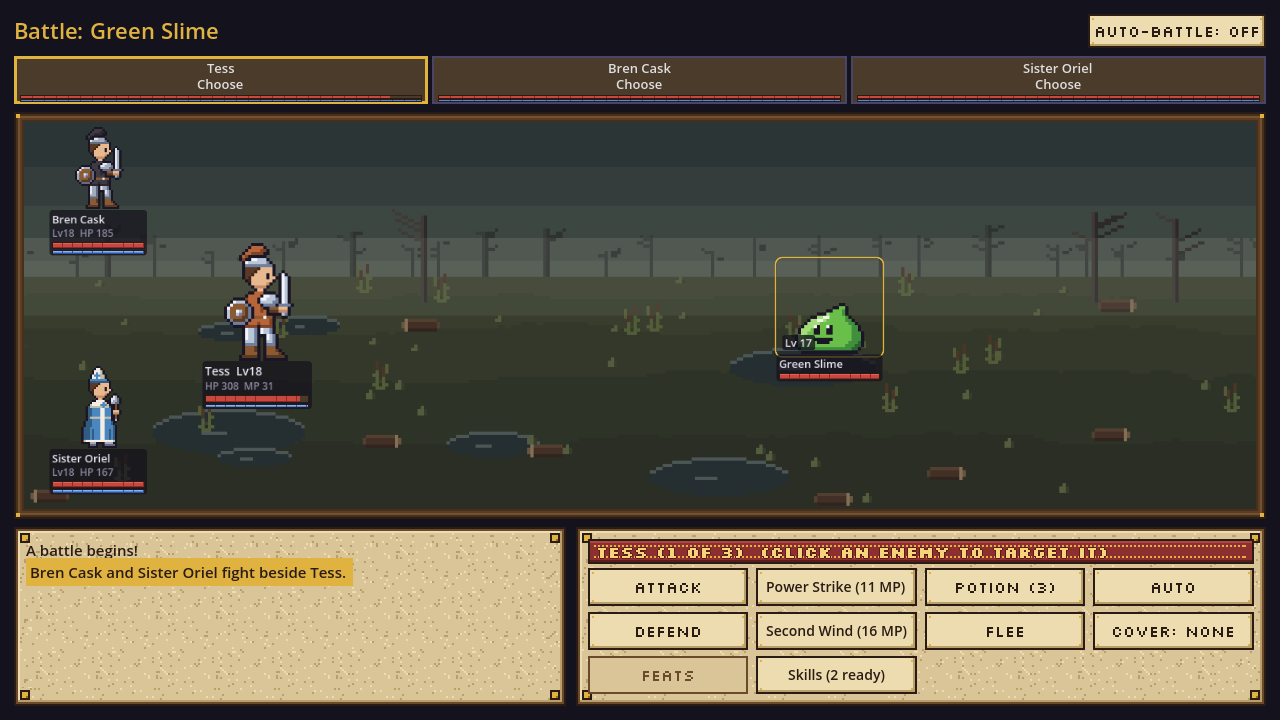 Battle: Green Slime
AUTO-BATTLE: OFF
Tess
Choose
Bren Cask
Choose
Sister Oriel
Choose
Bren Cask
Lv18 HP 185
Tess Lv18
HP 308 MP 31
Lv 17
Green Slime
Sister Oriel
Lv18 HP 167
A battle begins!
Bren Cask and Sister Oriel fight beside Tess.
TESS (1 OF 3) (CLICK AN ENEMY TO TARGET IT)
ATTACK
Power Strike (11 MP)
POTION (3)
AUTO
DEFEND
Second Wind (16 MP)
FLEE
COVER: NONE
FEATS
Skills (2 ready)